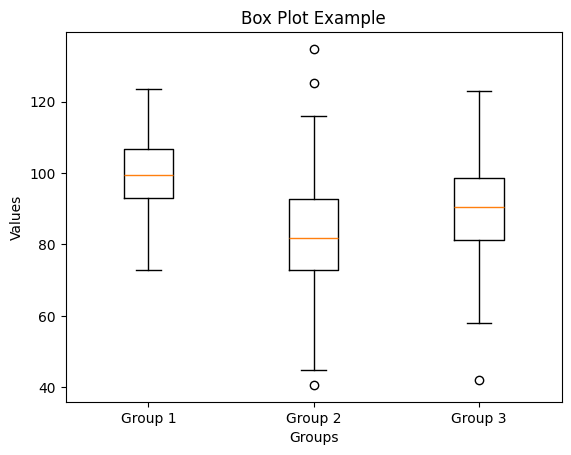 Box Plot Example
Values
120
100
80
60
40
Group 1
Group 2
Group 3
Groups